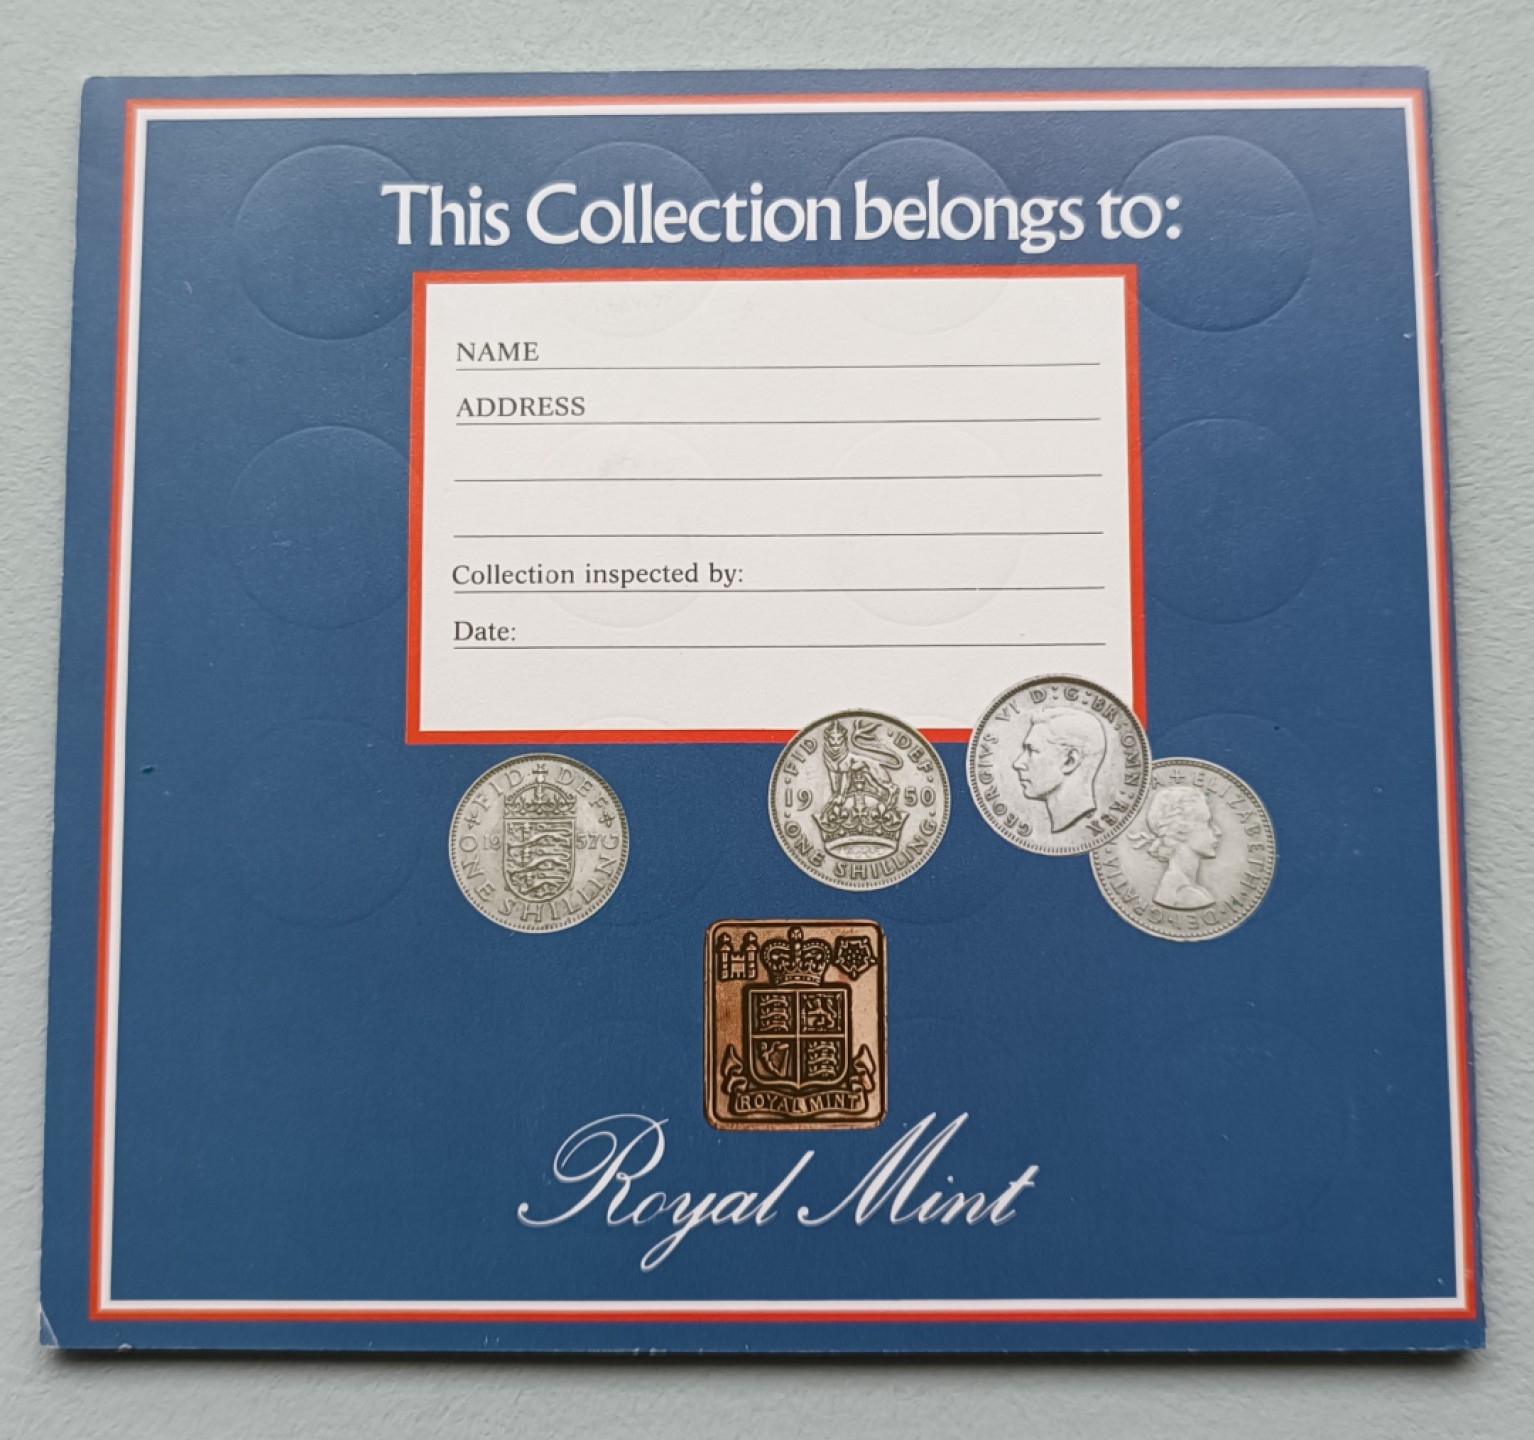 This Collection belongs to:
NAME
ADDRESS
Collection inspected by:
Date:
FID DEF
19 57
ONE SHILLING
·FID·DEF·
19 50
·ONE SHILLING·
GEORGIVS VI D:G:BR:OMN:REX
A+ELIZABETH·II·DEI·GRATIA·
ROYAL MINT
Royal Mint